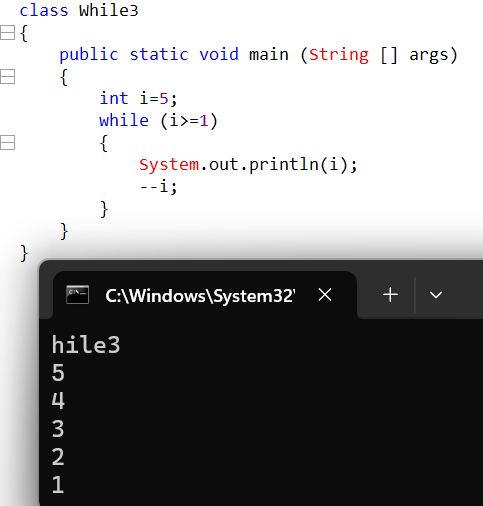 class While3
{
public static void main (String [] args)
{
int i=5;
while (i>=1)
{
System.out.println(i);
--i;
}
}
}
C:\Windows\System32\
hile3
5
4
3
2
1